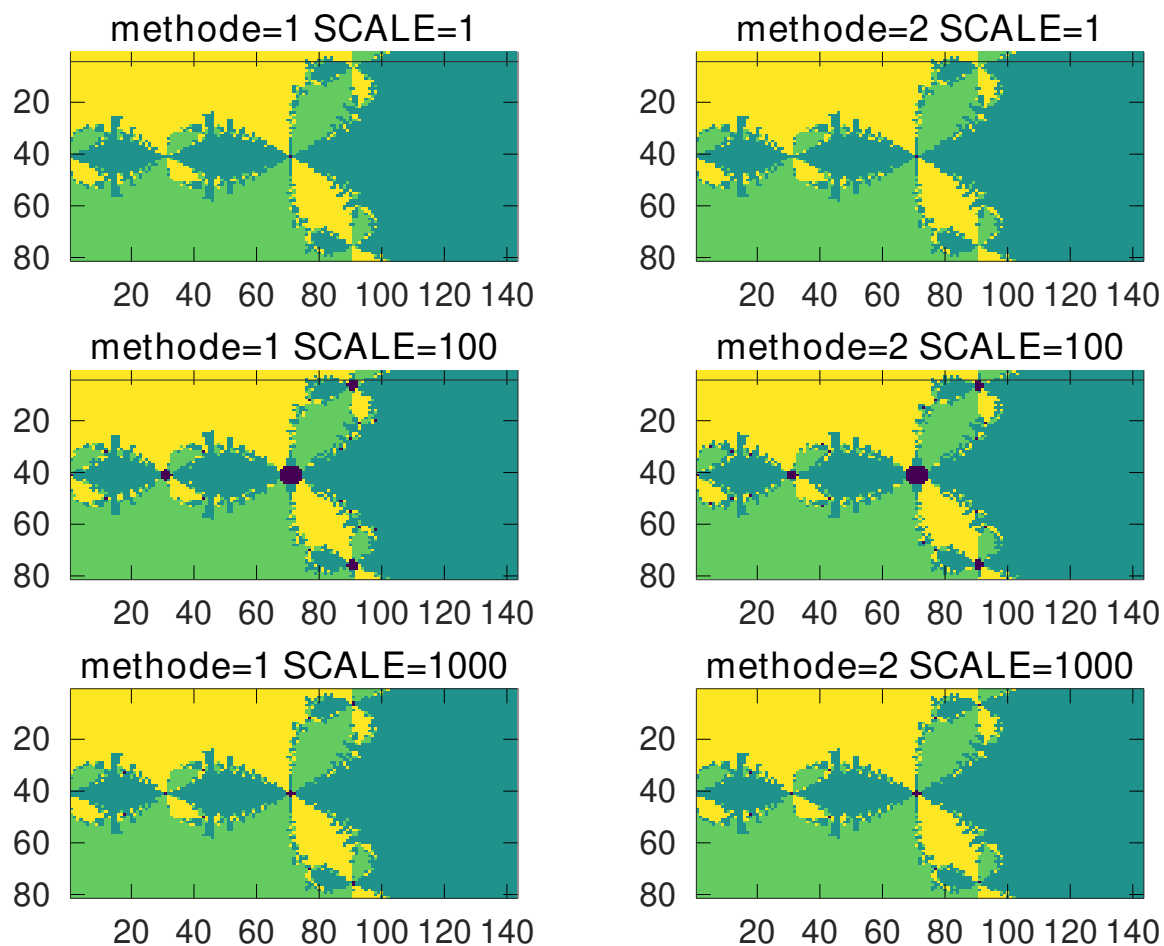 methode=1 SCALE=1
methode=2 SCALE=1
20
40
60
80
20 40 60 80 100 120 140
20
40
60
80
20 40 60 80 100 120 140
methode=1 SCALE=100
methode=2 SCALE=100
20
40
60
80
20 40 60 80 100 120 140
20
40
60
80
20 40 60 80 100 120 140
methode=1 SCALE=1000
methode=2 SCALE=1000
20
40
60
80
20 40 60 80 100 120 140
20
40
60
80
20 40 60 80 100 120 140